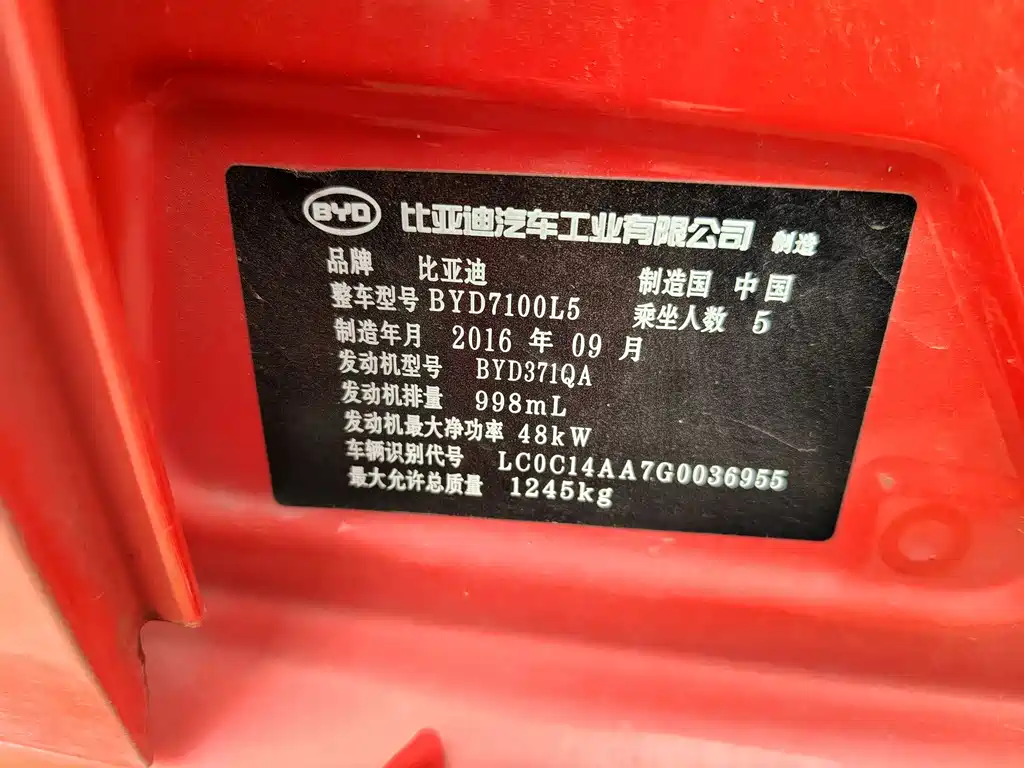 BYD 比亚迪汽车工业有限公司 制造
品牌 比亚迪 制造国 中国
整车型号 BYD7100L5 乘坐人数 5
制造年月 2016 年 09 月
发动机型号 BYD371QA
发动机排量 998mL
发动机最大净功率 48kW
车辆识别代号 LC0C14AA7G0036955
最大允许总质量 1245kg